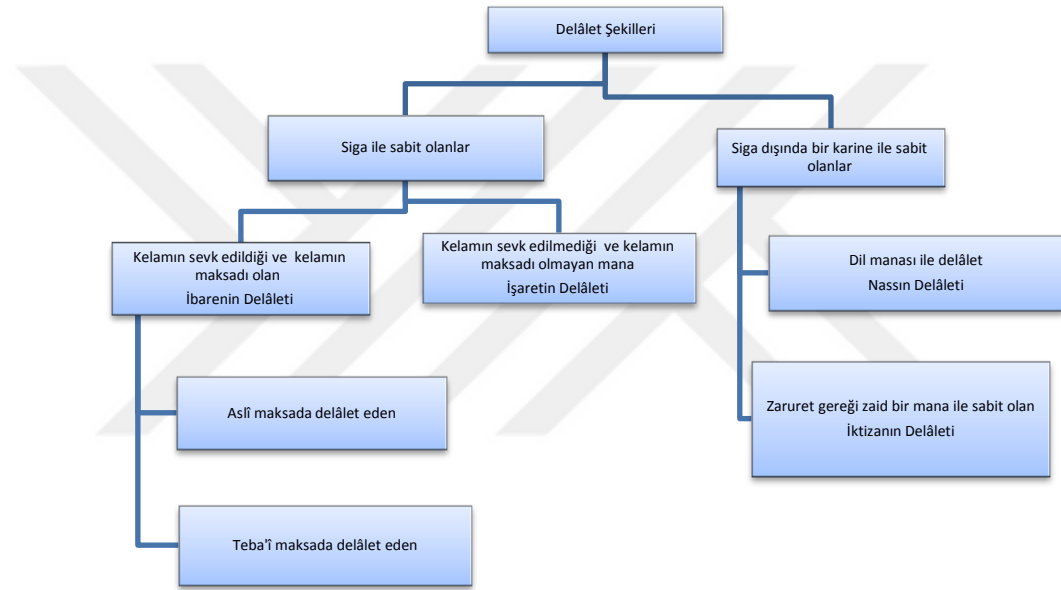 Delâlet Şekilleri
Siga ile sabit olanlar
Siga dışında bir karine ile sabit
olanlar
Kelamın sevk edildiği ve kelamın
maksadı olan
İbarenin Delâleti
Kelamın sevk edilmediği ve kelamın
maksadı olmayan mana
İşaretin Delâleti
Dil manası ile delâlet
Nassın Delâleti
Zaruret gereği zaid bir mana ile sabit olan
İktizanın Delâleti
Aslî maksada delâlet eden
Teba'î maksada delâlet eden